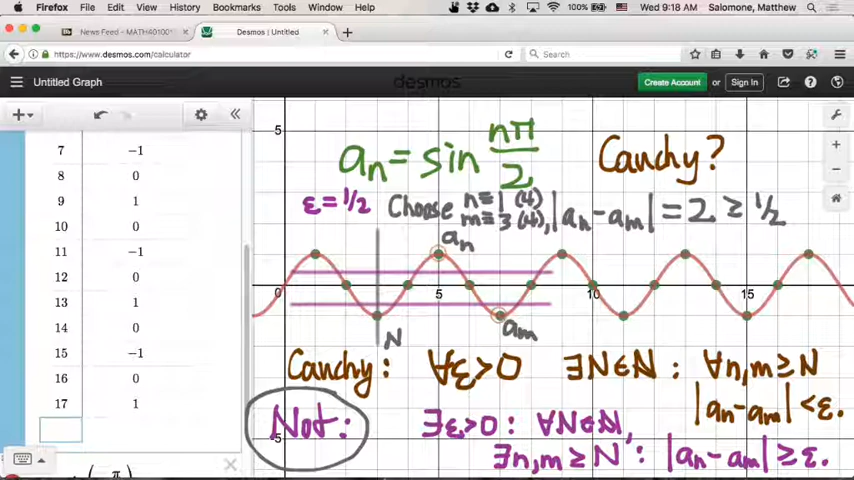 Firefox File Edit View History Bookmarks Tools Window Help 100% Wed 9:18 AM Salomone, Matthew
News Feed - MATH40100 Desmos | Untitled
https://www.desmos.com/calculator Search
Untitled Graph desmos Create Account or Sign In
7 −1
8 0
9 1
10 0
11 −1
12 0
13 1
14 0
15 −1
16 0
17 1
5
0
5
10
15
-5
aₙ = sin nπ/2 Cauchy?
ε=1/2 Choose n≡1 (4) m≡3 (4), |aₙ-aₘ| = 2 ≥ 1/2
aₙ
N aₘ
Cauchy: ∀ε>0 ∃N∈ℕ: ∀n,m≥N
|aₙ-aₘ|<ε.
Not: ∃ε>0: ∀N∈ℕ,
∃n,m≥N: |aₙ-aₘ|≥ε.